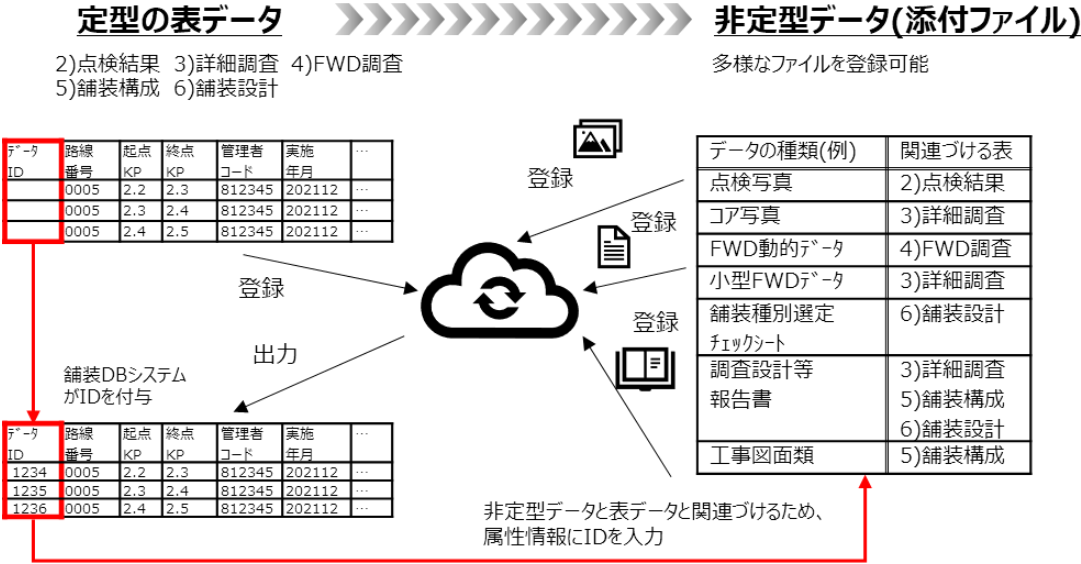 定型の表データ
非定型データ(添付ファイル)
2)点検結果 3)詳細調査 4)FWD調査
5)舗装構成 6)舗装設計
多様なファイルを登録可能
ﾃﾞｰﾀ 路線 起点 終点 管理者 実施 …
ID 番号 KP KP コード 年月
0005 2.2 2.3 812345 202112 …
0005 2.3 2.4 812345 202112 …
0005 2.4 2.5 812345 202112 …
登録
出力
舗装DBシステム
がIDを付与
ﾃﾞｰﾀ 路線 起点 終点 管理者 実施 …
ID 番号 KP KP コード 年月
1234 0005 2.2 2.3 812345 202112 …
1235 0005 2.3 2.4 812345 202112 …
1236 0005 2.4 2.5 812345 202112 …
登録
登録
登録
データの種類(例) 関連づける表
点検写真 2)点検結果
コア写真 3)詳細調査
FWD動的ﾃﾞｰﾀ 4)FWD調査
小型FWDﾃﾞｰﾀ 3)詳細調査
舗装種別選定 6)舗装設計
ﾁｪｯｸｼｰﾄ
調査設計等 3)詳細調査
報告書 5)舗装構成
6)舗装設計
工事図面類 5)舗装構成
非定型データと表データと関連づけるため、
属性情報にIDを入力